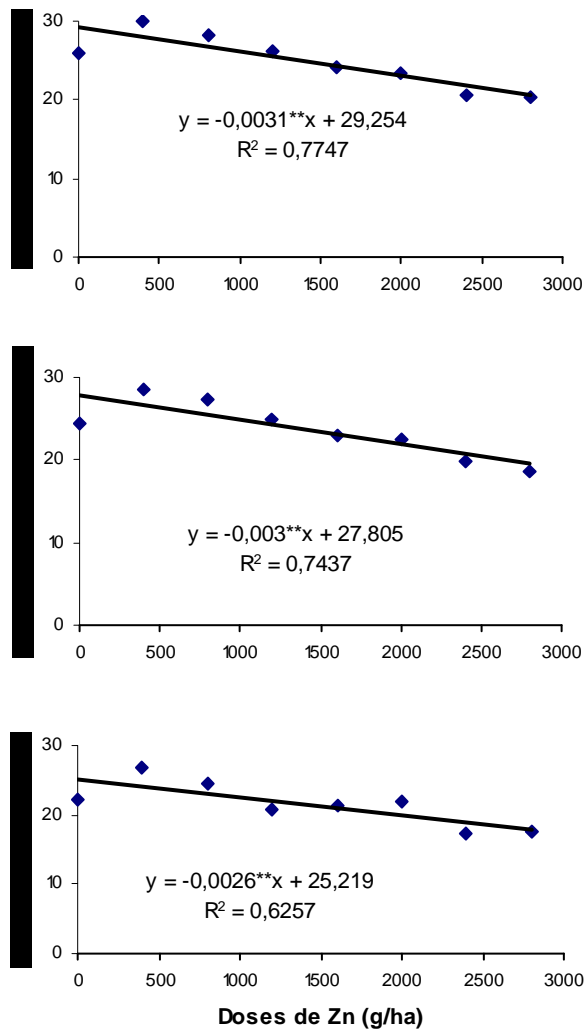 30
20
10
0
y = -0,0031**x + 29,254
R² = 0,7747
0 500 1000 1500 2000 2500 3000
30
20
10
0
y = -0,003**x + 27,805
R² = 0,7437
0 500 1000 1500 2000 2500 3000
30
20
10
0
y = -0,0026**x + 25,219
R² = 0,6257
0 500 1000 1500 2000 2500 3000
Doses de Zn (g/ha)